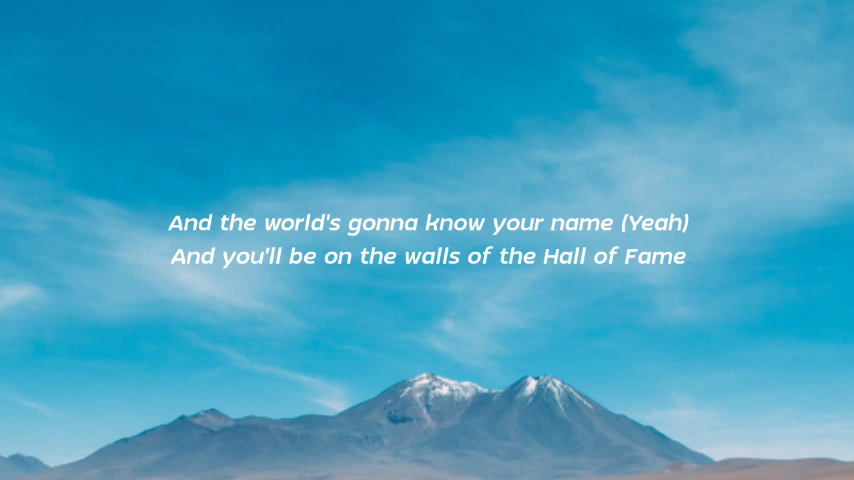 And the world's gonna know your name (Yeah)
And you'll be on the walls of the Hall of Fame